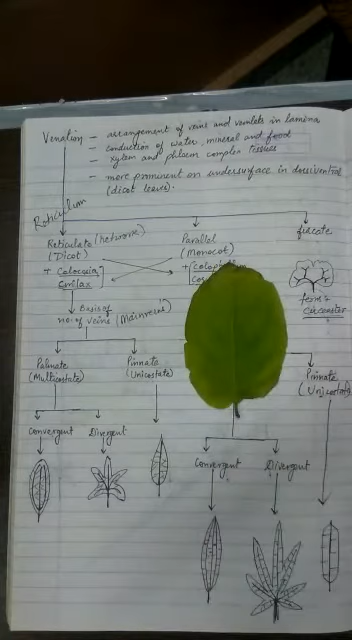 Venation - arrangement of veins and veinlets in lamina
- conduction of water, mineral and food
- xylem and phloem complex tissues
- more prominent on undersurface in dorsiventral
(dicot leaves).
Reticulum
Reticulate (network)
(Dicot)
+ Colocasia
Smilax
Parallel
(Monocot)
+
furcate
ferns +
Circeaster
Basis of
no. of veins (Mainveins)
Palmate
(Multicostate)
Pinnate
(Unicostate)
Pinnate
(Unicostate)
Convergent
Divergent
Convergent
Divergent